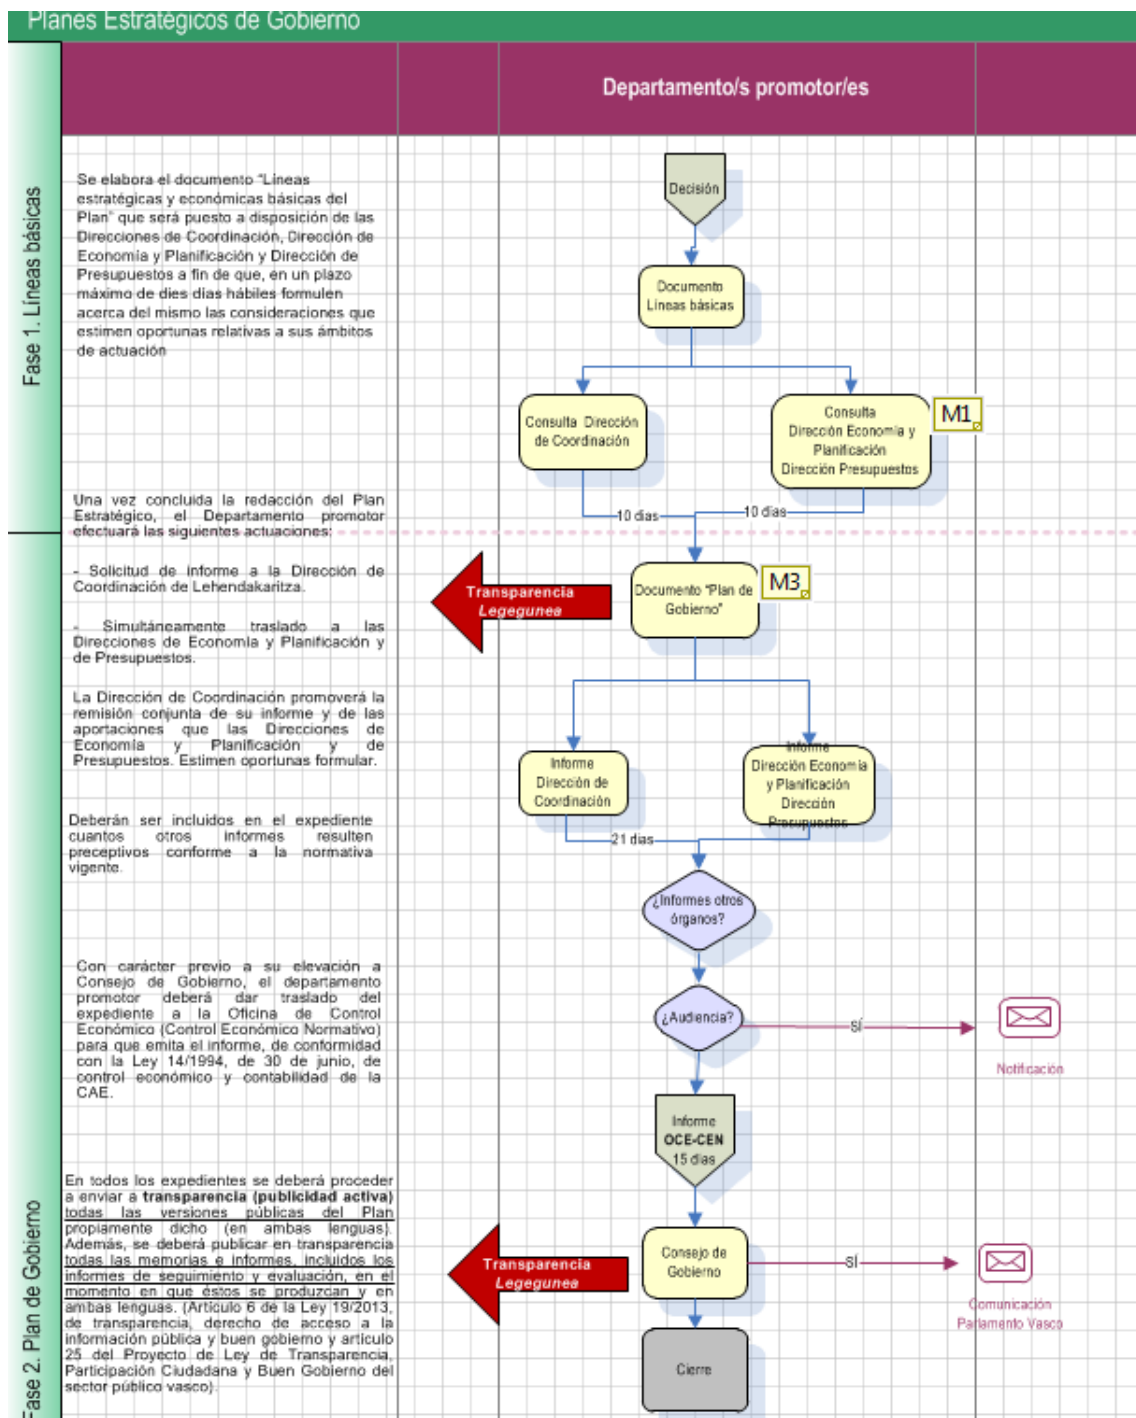 Planes Estratégicos de Gobierno
Departamento/s promotor/es
Fase 1. Líneas básicas
Se elabora el documento "Líneas
estratégicas y económicas básicas del
Plan" que será puesto a disposición de las
Direcciones de Coordinación, Dirección de
Economía y Planificación y Dirección de
Presupuestos a fin de que, en un plazo
máximo de dies días hábiles formulen
acerca del mismo las consideraciones que
estimen oportunas relativas a sus ámbitos
de actuación
Decisión
Documento
Líneas básicas
Consulta Dirección
de Coordinación
Consulta
Dirección Economía y
Planificación
Dirección Presupuestos
M1
10 días
10 días
Una vez concluida la redacción del Plan
Estratégico, el Departamento promotor
efectuará las siguientes actuaciones:
- Solicitud de informe a la Dirección de
Coordinación de Lehendakaritza.
- Simultáneamente traslado a las
Direcciones de Economía y Planificación y
de Presupuestos.
La Dirección de Coordinación promoverá la
remisión conjunta de su informe y de las
aportaciones que las Direcciones de
Economía y Planificación y de
Presupuestos. Estimen oportunas formular.
Deberán ser incluidos en el expediente
cuantos otros informes resulten
preceptivos conforme a la normativa
vigente.
Transparencia
Legegunea
Documento "Plan de
Gobierno"
M3
Informe
Dirección de
Coordinación
Informe
Dirección Economía
y Planificación
Dirección
Presupuestos
21 días
¿Informes otros
órganos?
¿Audiencia?
SÍ
Notificación
Con carácter previo a su elevación a
Consejo de Gobierno, el departamento
promotor deberá dar traslado del
expediente a la Oficina de Control
Económico (Control Económico Normativo)
para que emita el informe, de conformidad
con la Ley 14/1994, de 30 de junio, de
control económico y contabilidad de la
CAE.
Informe
OCE-CEN
15 días
Fase 2. Plan de Gobierno
En todos los expedientes se deberá proceder
a enviar a transparencia (publicidad activa)
todas las versiones públicas del Plan
propiamente dicho (en ambas lenguas).
Además, se deberá publicar en transparencia
todas las memorias e informes, incluidos los
informes de seguimiento y evaluación, en el
momento en que éstos se produzcan y en
ambas lenguas. (Artículo 6 de la Ley 19/2013,
de transparencia, derecho de acceso a la
información pública y buen gobierno y artículo
25 del Proyecto de Ley de Transparencia,
Participación Ciudadana y Buen Gobierno del
sector público vasco).
Transparencia
Legegunea
Consejo de
Gobierno
SÍ
Comunicación
Parlamento Vasco
Cierre